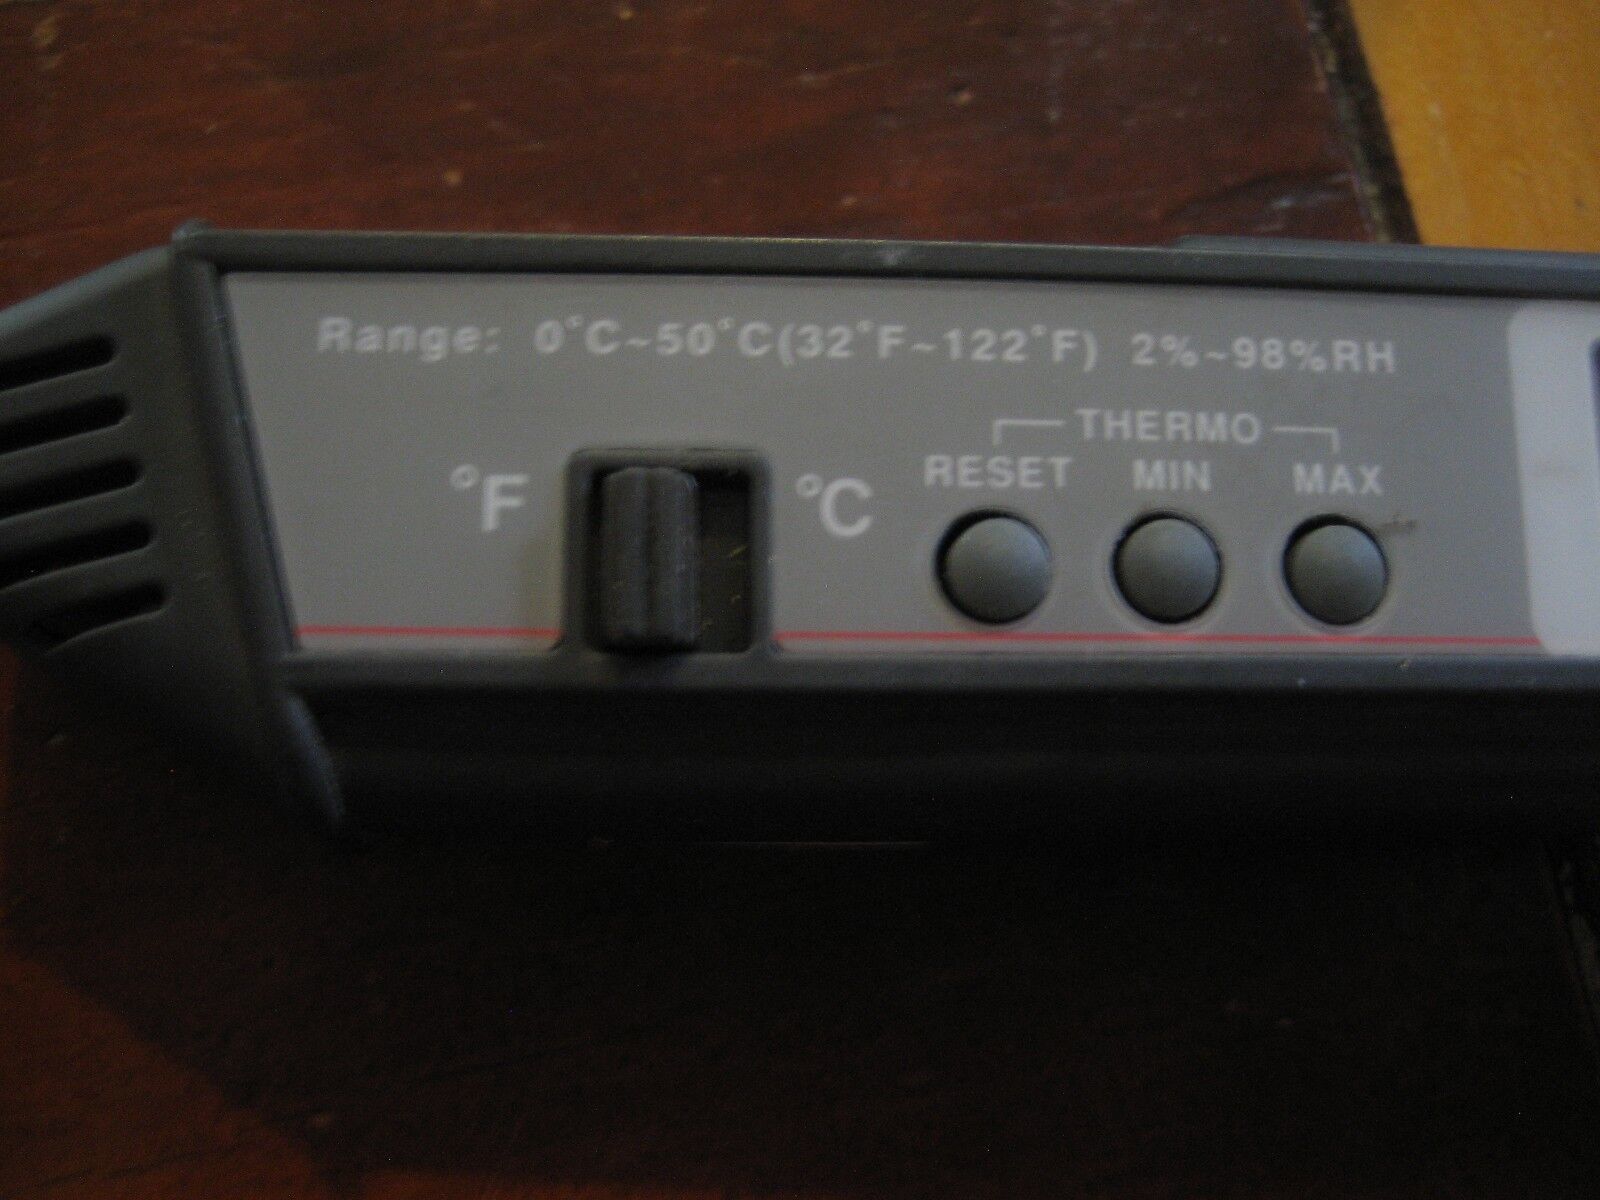 Range: 0°C~50°C(32°F~122°F) 2%~98%RH
THERMO
°F °C RESET MIN MAX